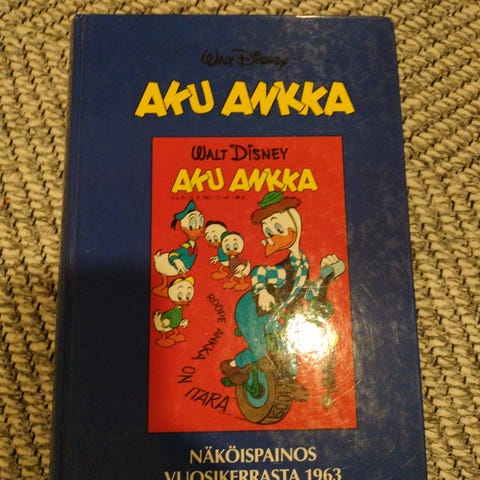 WALT DISNEY
AKU ANKKA
WALT DISNEY
AKU ANKKA
ROOPE ANKKA ON ITARA
NÄKÖISPAINOS
VUOSIKERRASTA 1963